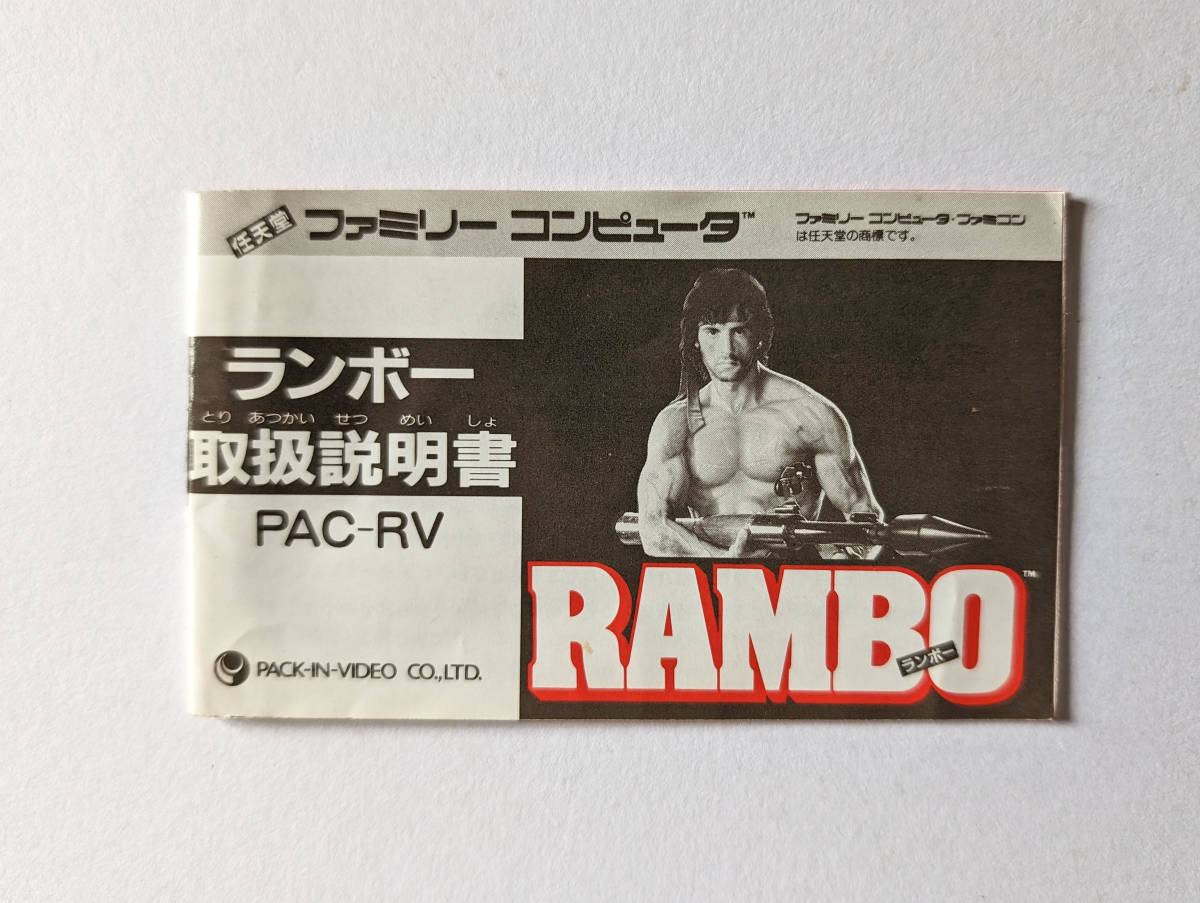 任天堂 ファミリー コンピュータ™
ファミリー コンピュータ・ファミコン
は任天堂の商標です。
ランボー
とり あつかい せつ めい しょ
取扱説明書
PAC-RV
PACK-IN-VIDEO CO.,LTD.
RAMBO™
ランボー